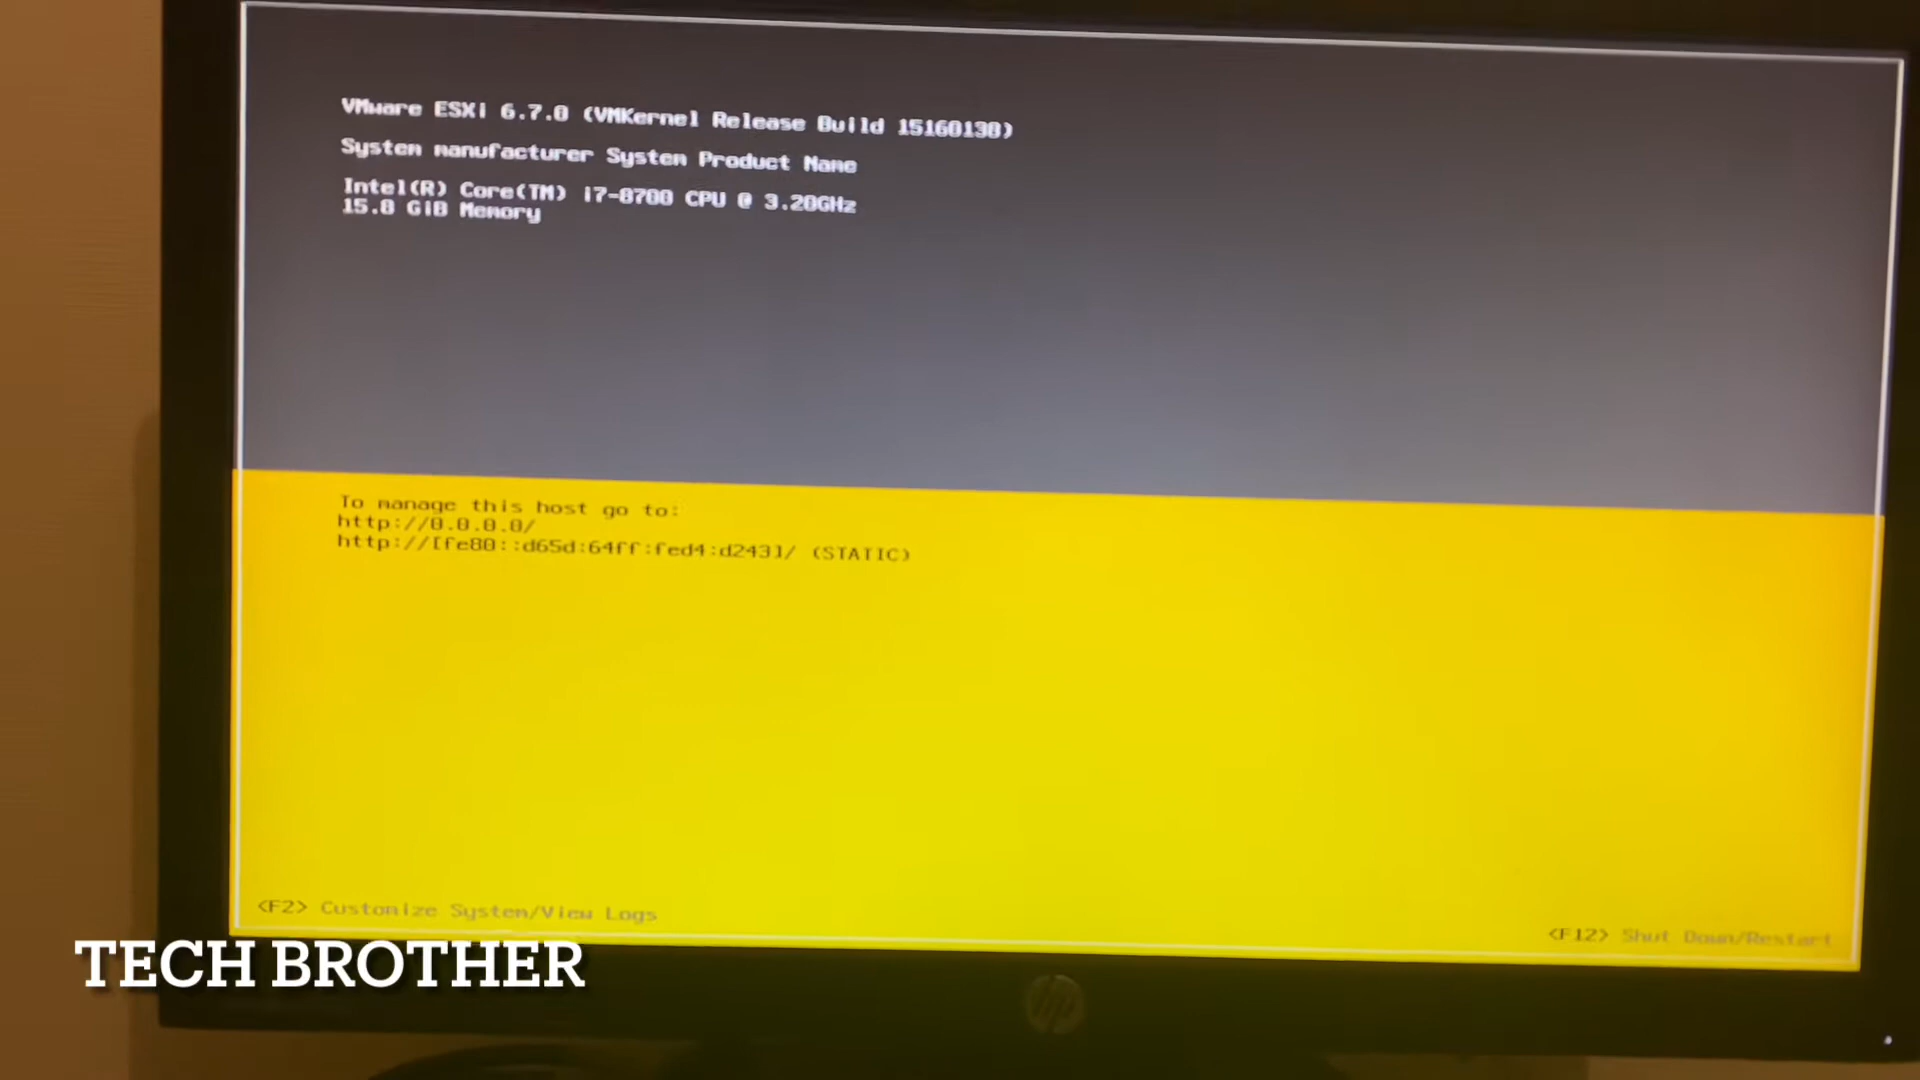 VMware ESXi 6.7.0 (VMKernel Release Build 15160138)
System manufacturer System Product Name
Intel(R) Core(TM) i7-8700 CPU @ 3.20GHz
15.8 GiB Memory
To manage this host go to:
http://0.0.0.0/
http://[fe80::d65d:64ff:fed4:d243]/ (STATIC)
<F2> Customize System/View Logs
<F12> Shut Down/Restart
TECH BROTHER
hp